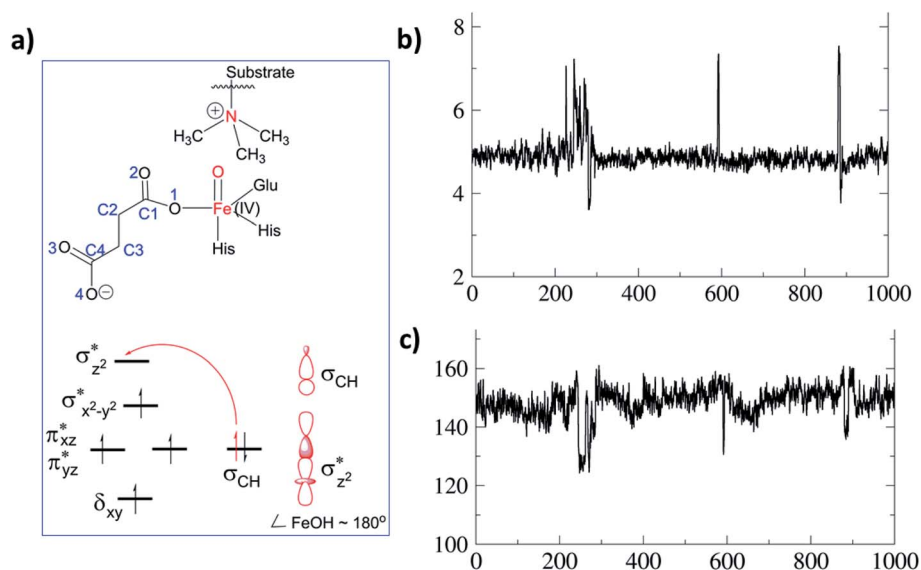 a)
Substrate
⊕
N
H₃C
CH₃
CH₃
O
2O
1
Glu
O
Fe(IV)
C2
C1
His
3O
C4
C3
His
4O⊖
σ*z²
σCH
σ*x²-y²
π*xz
π*yz
σCH
σ*z²
δxy
∠ FeOH ~ 180°
b)
8
6
4
2
0 200 400 600 800 1000
c)
160
140
120
100
0 200 400 600 800 1000